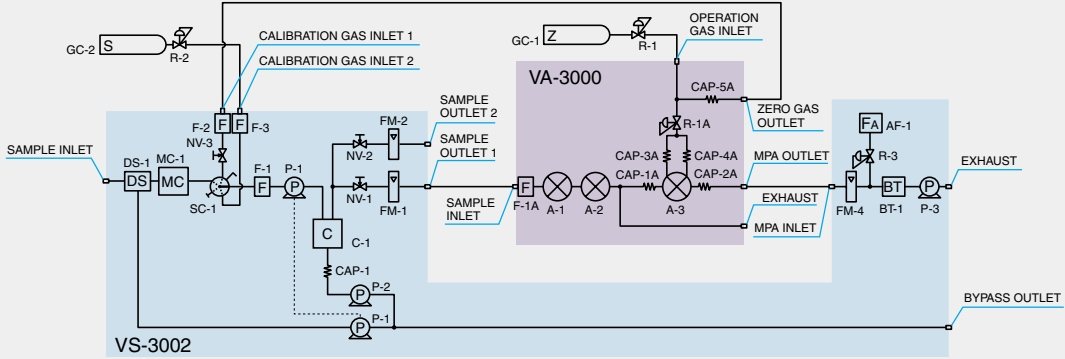 OPERATION
GAS INLET
GC-2
S
R-2
CALIBRATION GAS INLET 1
CALIBRATION GAS INLET 2
GC-1
Z
R-1
VA-3000
CAP-5A
ZERO GAS
OUTLET
R-1A
CAP-3A
CAP-4A
CAP-1A
CAP-2A
MPA OUTLET
EXHAUST
MPA INLET
F
F
F-2
F-3
NV-3
SAMPLE INLET
DS-1
DS
MC-1
MC
SC-1
F-1
F
P-1
P
NV-2
FM-2
SAMPLE
OUTLET 2
SAMPLE
OUTLET 1
NV-1
FM-1
SAMPLE
INLET
F
F-1A
A-1
A-2
A-3
C
C-1
CAP-1
P
P-2
P
P-1
FA
AF-1
R-3
FM-4
BT
BT-1
P
P-3
EXHAUST
BYPASS OUTLET
VS-3002